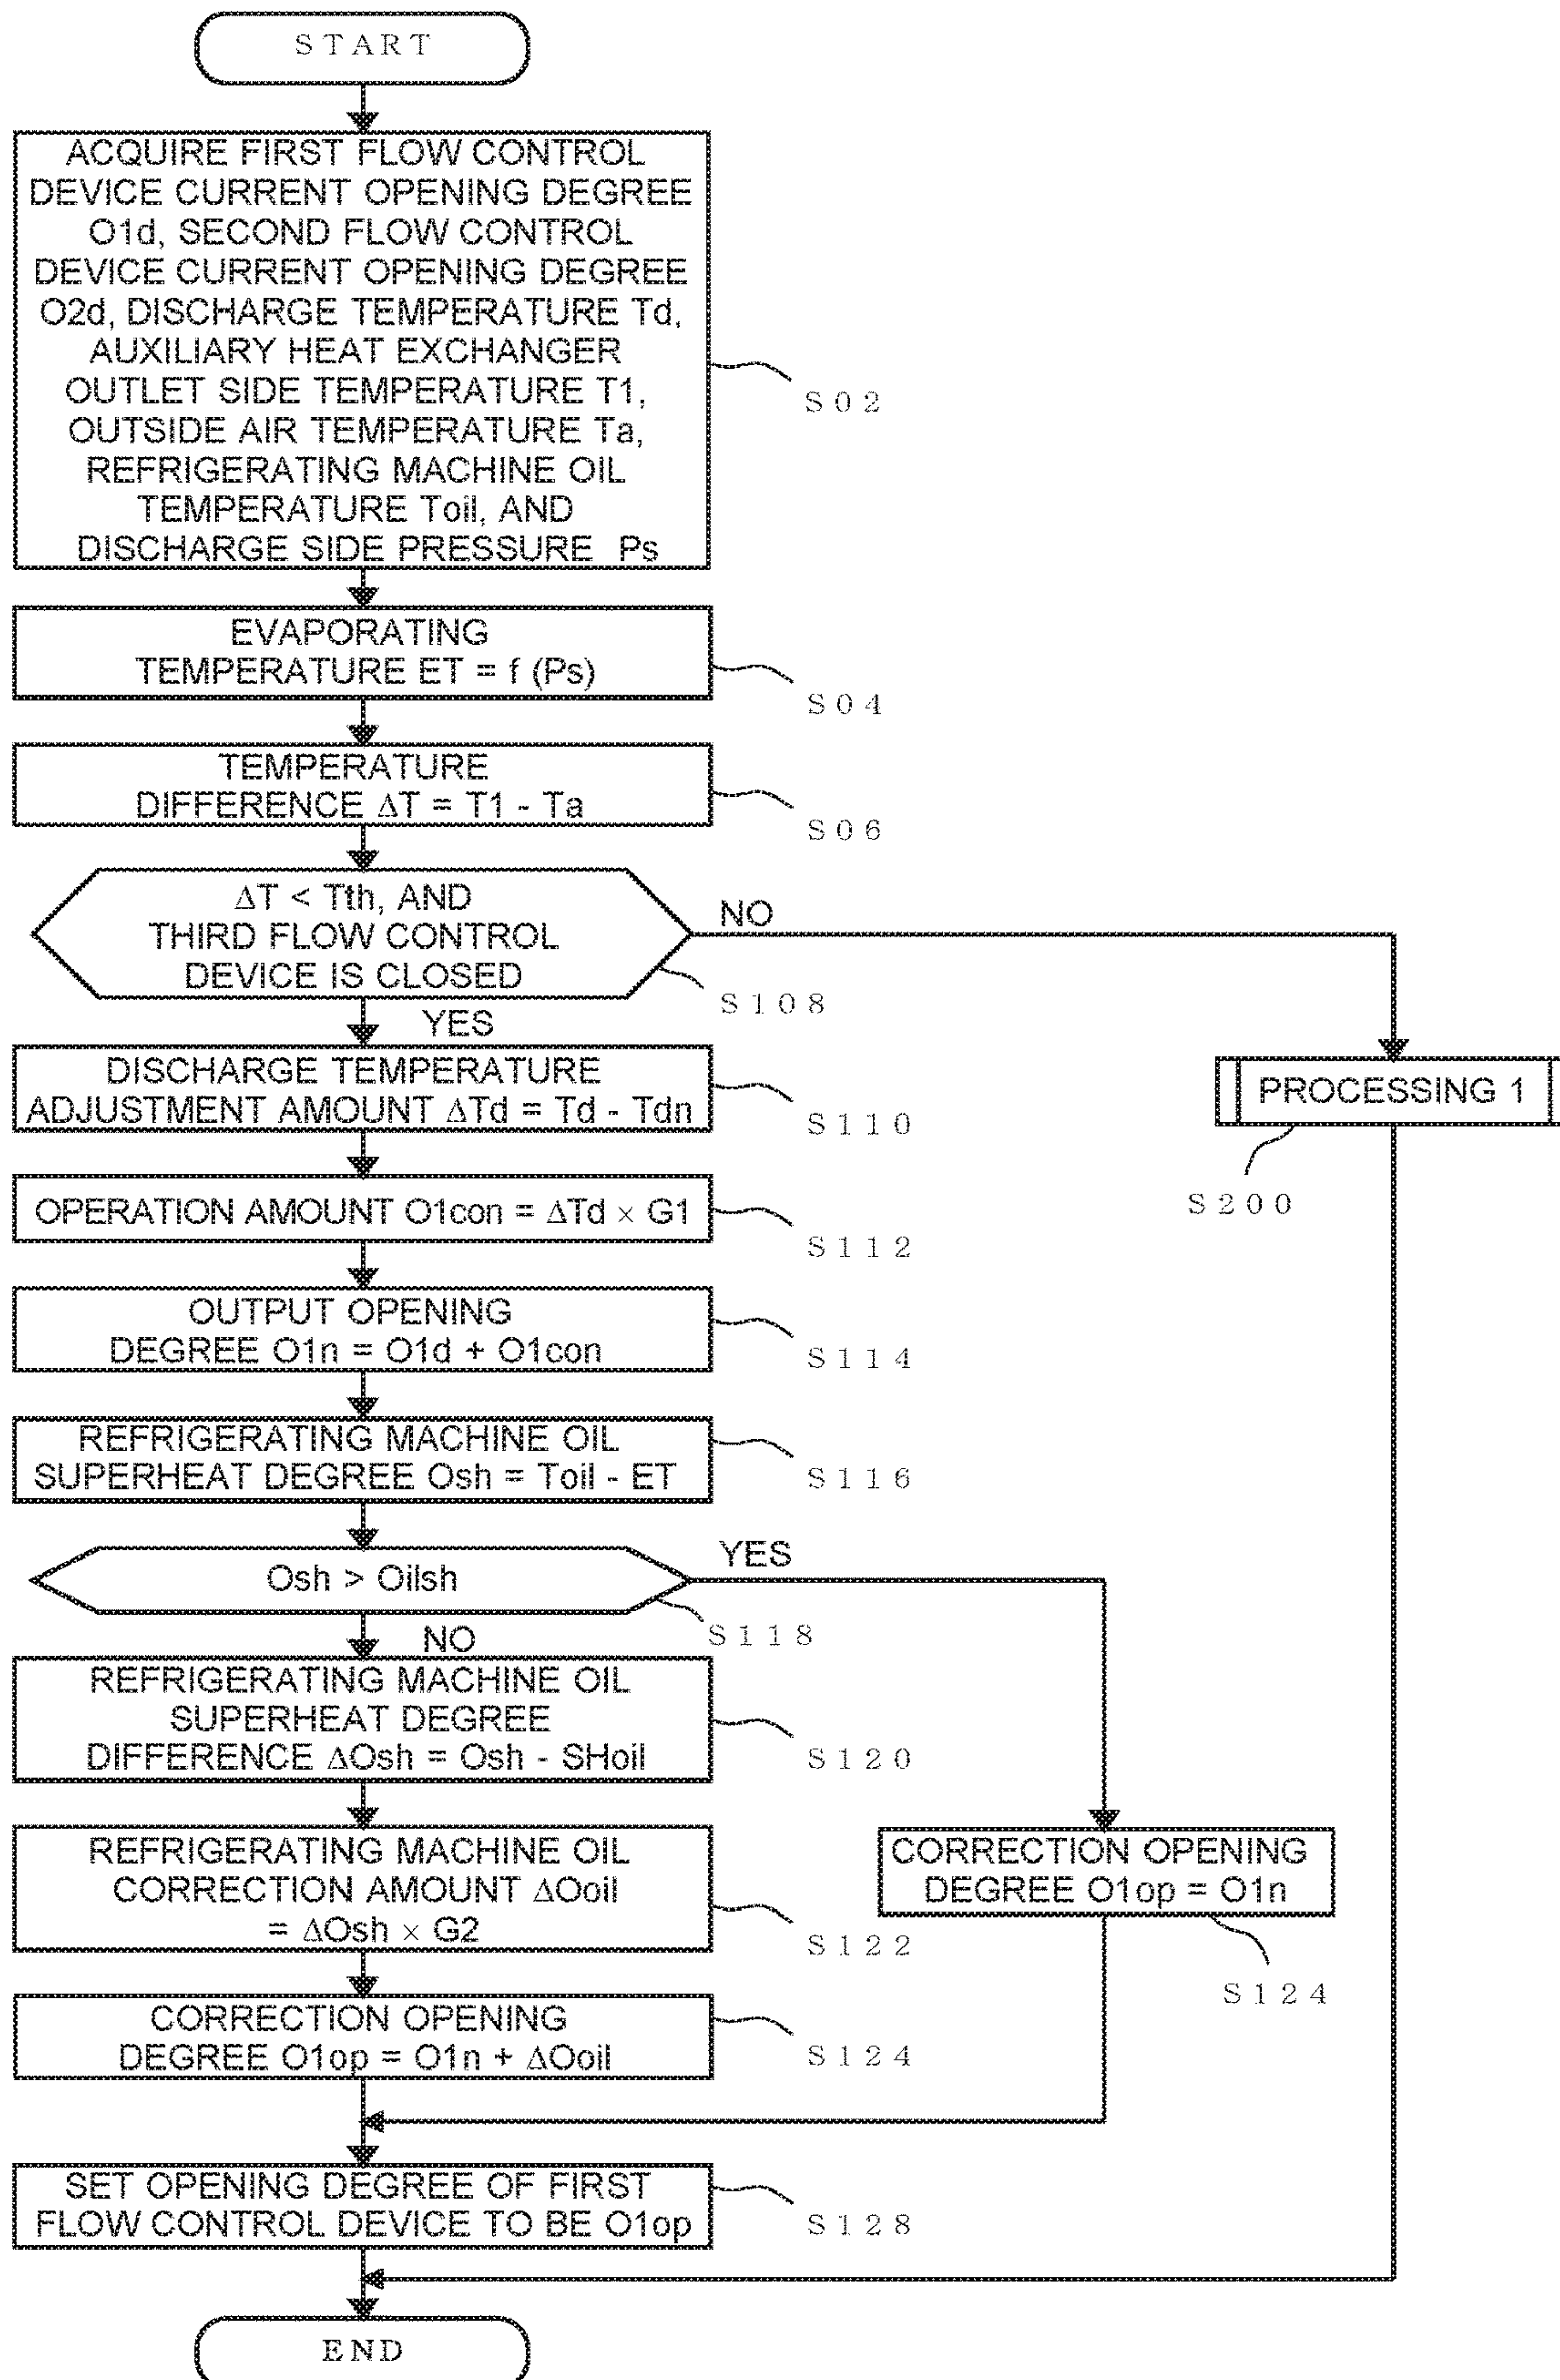 START
ACQUIRE FIRST FLOW CONTROL
DEVICE CURRENT OPENING DEGREE
O1d, SECOND FLOW CONTROL
DEVICE CURRENT OPENING DEGREE
O2d, DISCHARGE TEMPERATURE Td,
AUXILIARY HEAT EXCHANGER
OUTLET SIDE TEMPERATURE T1,
OUTSIDE AIR TEMPERATURE Ta,
REFRIGERATING MACHINE OIL
TEMPERATURE Toil, AND
DISCHARGE SIDE PRESSURE Ps
S02
EVAPORATING
TEMPERATURE ET = f (Ps)
S04
TEMPERATURE
DIFFERENCE ΔT = T1 - Ta
S06
ΔT < Tth, AND
THIRD FLOW CONTROL
DEVICE IS CLOSED
NO
S108
YES
DISCHARGE TEMPERATURE
ADJUSTMENT AMOUNT ΔTd = Td - Tdn
S110
PROCESSING 1
S200
OPERATION AMOUNT O1con = ΔTd × G1
S112
OUTPUT OPENING
DEGREE O1n = O1d + O1con
S114
REFRIGERATING MACHINE OIL
SUPERHEAT DEGREE Osh = Toil - ET
S116
Osh > Oilsh
YES
S118
NO
REFRIGERATING MACHINE OIL
SUPERHEAT DEGREE
DIFFERENCE ΔOsh = Osh - SHoil
S120
REFRIGERATING MACHINE OIL
CORRECTION AMOUNT ΔOoil
= ΔOsh × G2
S122
CORRECTION OPENING
DEGREE O1op = O1n
S124
CORRECTION OPENING
DEGREE O1op = O1n + ΔOoil
S124
SET OPENING DEGREE OF FIRST
FLOW CONTROL DEVICE TO BE O1op
S128
END